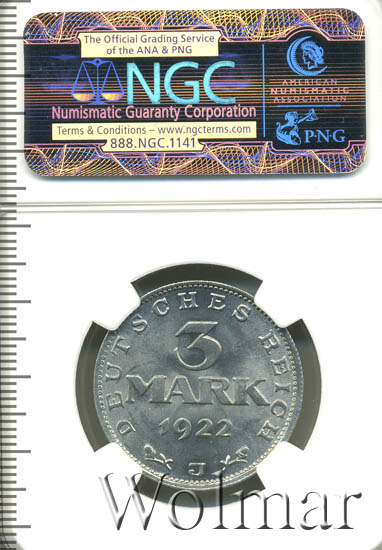 The Official Grading Service
of the ANA & PNG
NGC
Numismatic Guaranty Corporation
Terms & Conditions – www.ngcterms.com
888.NGC.1141
AMERICAN
NUMISMATIC
ASSOCIATION
PNG
DEUTSCHES REICH
3
MARK
1922
J
Wolmar